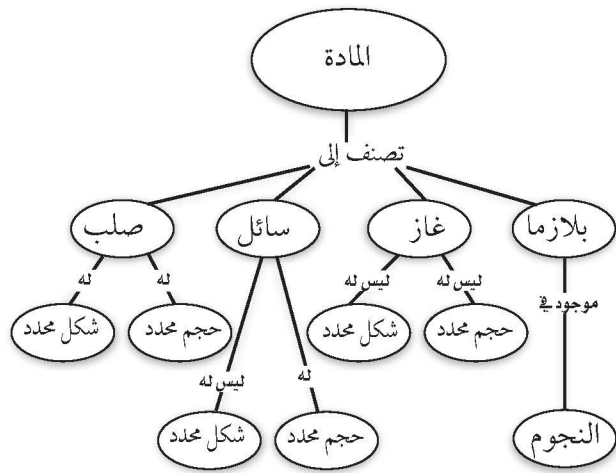 المادة
تصنف إلى
بلازما
غاز
سائل
صلب
موجود في
ليس له
ليس له
له
له
حجم محدد
شكل محدد
حجم محدد
شكل محدد
له
ليس له
النجوم
حجم محدد
شكل محدد